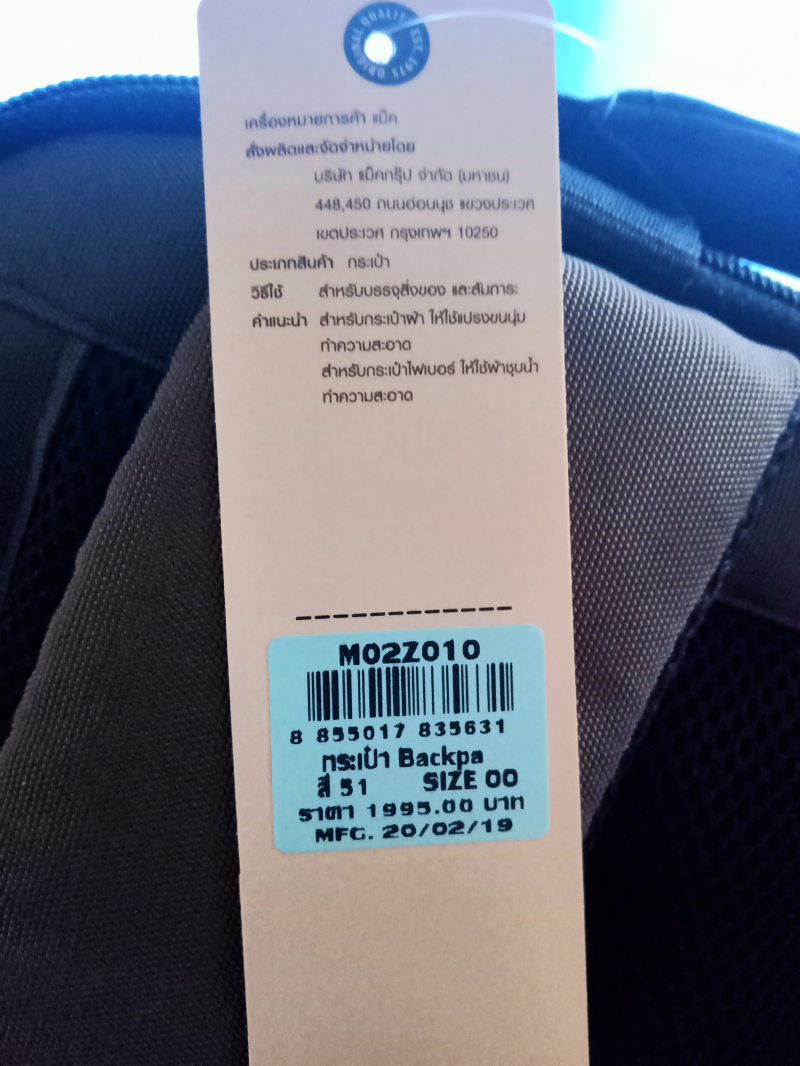 ORIGINAL QUALITY EST. 1975
เครื่องหมายการค้า แม็ค
สั่งผลิตและจัดจำหน่ายโดย
บริษัท แม็คกรุ๊ป จำกัด (มหาชน)
448,450 ถนนอ่อนนุช แขวงประเวศ
เขตประเวศ กรุงเทพฯ 10250
ประเภทสินค้า กระเป๋า
วิธีใช้ สำหรับบรรจุสิ่งของ และสัมภาระ
คำแนะนำ สำหรับกระเป๋าผ้า ให้ใช้แปรงขนนุ่ม
ทำความสะอาด
สำหรับกระเป๋าไฟเบอร์ ให้ใช้ผ้าชุบน้ำ
ทำความสะอาด
M02Z010
8 855017 835631
กระเป๋า Backpa
สี 51 SIZE 00
ราคา 1995.00 บาท
MFG. 20/02/19